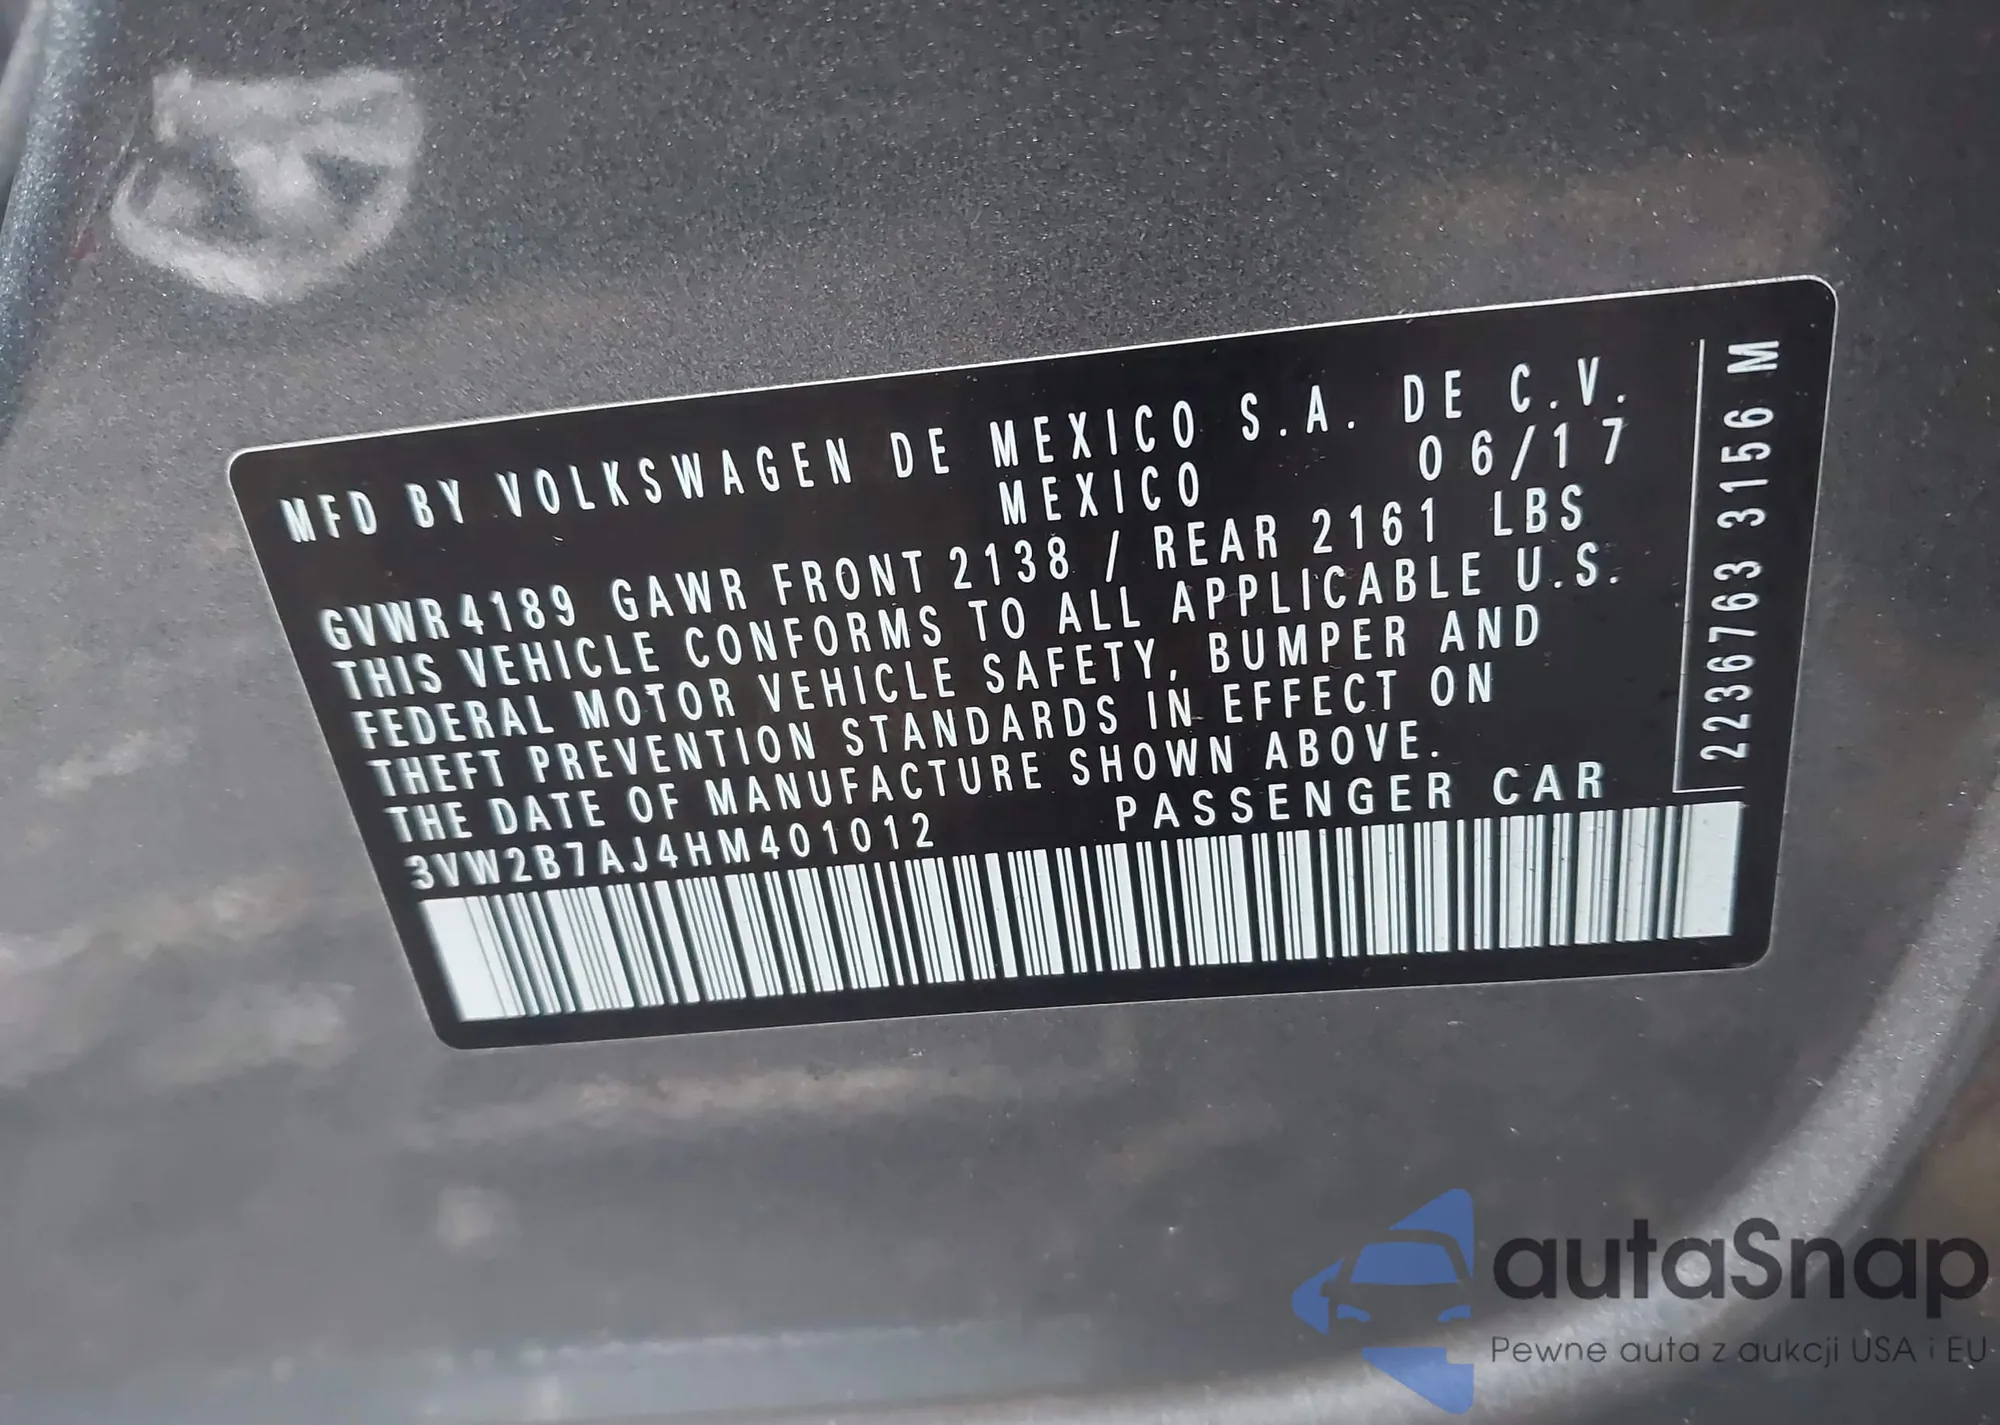 MFD BY VOLKSWAGEN DE MEXICO S.A. DE C.V.
MEXICO 06/17
GVWR 4189 GAWR FRONT 2138 / REAR 2161 LBS
THIS VEHICLE CONFORMS TO ALL APPLICABLE U.S.
FEDERAL MOTOR VEHICLE SAFETY, BUMPER AND
THEFT PREVENTION STANDARDS IN EFFECT ON
THE DATE OF MANUFACTURE SHOWN ABOVE.
3VW2B7AJ4HM401012 PASSENGER CAR
2236763 3156 M
autaSnap
Pewne auta z aukcji USA i EU